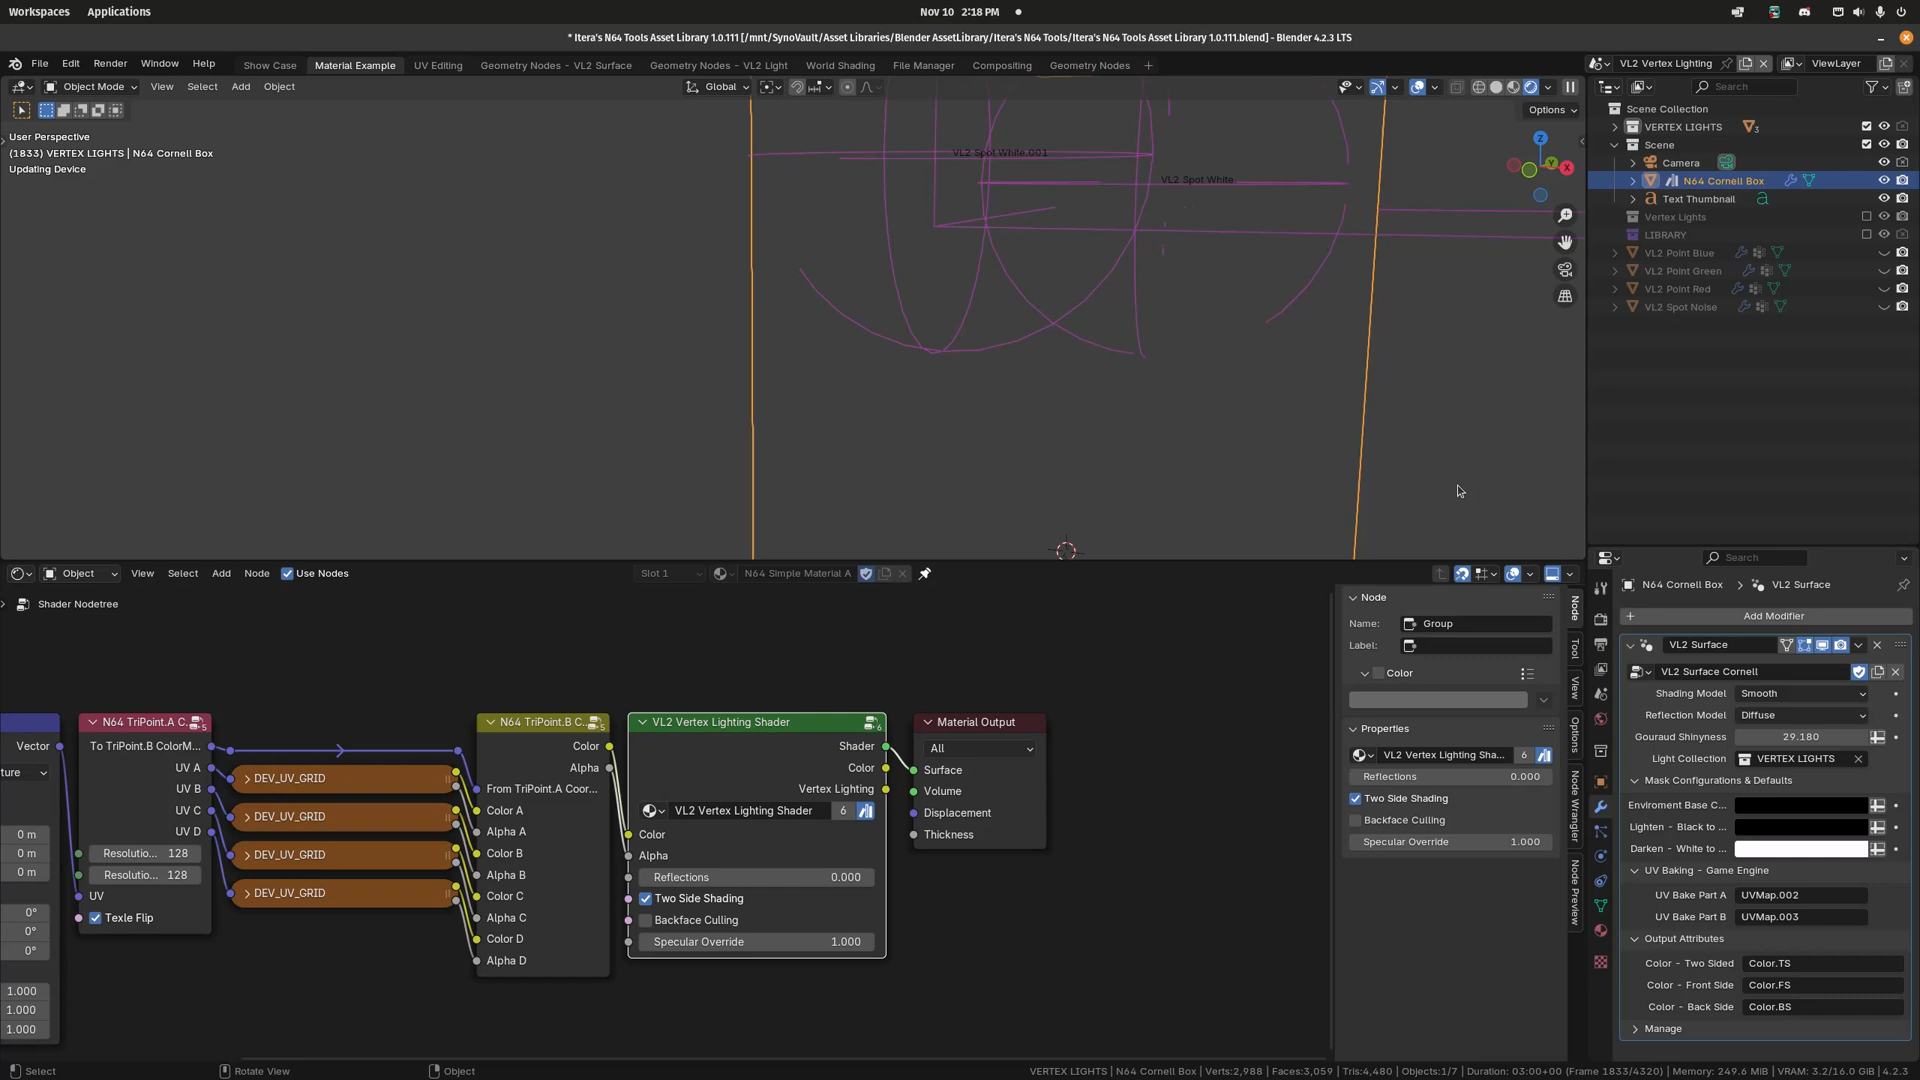 Workspaces Applications Nov 10 2:18 PM
* Itera's N64 Tools Asset Library 1.0.111 [/mnt/SynoVault/Asset Libraries/Blender AssetLibrary/Itera's N64 Tools/Itera's N64 Tools Asset Library 1.0.111.blend] - Blender 4.2.3 LTS
File Edit Render Window Help Show Case Material Example UV Editing Geometry Nodes - VL2 Surface Geometry Nodes - VL2 Light World Shading File Manager Compositing Geometry Nodes + VL2 Vertex Lighting ViewLayer
Object Mode View Select Add Object Global Search
Options
User Perspective
(1833) VERTEX LIGHTS | N64 Cornell Box
Updating Device
VL2 Spot White.001
VL2 Spot White
Z
Y
X
Scene Collection
VERTEX LIGHTS 3
Scene
Camera
N64 Cornell Box
Text Thumbnail
Vertex Lights
LIBRARY
VL2 Point Blue
VL2 Point Green
VL2 Point Red
VL2 Spot Noise
Object View Select Add Node Use Nodes Slot 1 N64 Simple Material A
Shader Nodetree
Vector
ture
0 m
0 m
0 m
0°
0°
0°
1.000
1.000
1.000
N64 TriPoint.A C... 5
To TriPoint.B ColorM...
UV A
UV B
UV C
UV D
Resolutio... 128
Resolutio... 128
UV
Texle Flip
DEV_UV_GRID
DEV_UV_GRID
DEV_UV_GRID
DEV_UV_GRID
N64 TriPoint.B C... 5
Color
Alpha
From TriPoint.A Coor...
Color A
Alpha A
Color B
Alpha B
Color C
Alpha C
Color D
Alpha D
VL2 Vertex Lighting Shader 6
Shader
Color
Vertex Lighting
VL2 Vertex Lighting Shader 6
Color
Alpha
Reflections 0.000
Two Side Shading
Backface Culling
Specular Override 1.000
Material Output
All
Surface
Volume
Displacement
Thickness
Node
Name: Group
Label:
Color
Properties
VL2 Vertex Lighting Sha... 6
Reflections 0.000
Two Side Shading
Backface Culling
Specular Override 1.000
Node
Tool
View
Options
Node Wrangler
Node Preview
Search
N64 Cornell Box > VL2 Surface
+ Add Modifier
VL2 Surface
VL2 Surface Cornell
Shading Model Smooth
Reflection Model Diffuse
Gouraud Shinyness 29.180
Light Collection VERTEX LIGHTS
Mask Configurations & Defaults
Enviroment Base C...
Lighten - Black to ...
Darken - White to ...
UV Baking - Game Engine
UV Bake Part A UVMap.002
UV Bake Part B UVMap.003
Output Attributes
Color - Two Sided Color.TS
Color - Front Side Color.FS
Color - Back Side Color.BS
Manage
Select Rotate View Object VERTEX LIGHTS | N64 Cornell Box | Verts:2,988 | Faces:3,059 | Tris:4,480 | Objects:1/7 | Duration: 03:00+00 (Frame 1833/4320) | Memory: 249.6 MiB | VRAM: 3.2/16.0 GiB | 4.2.3